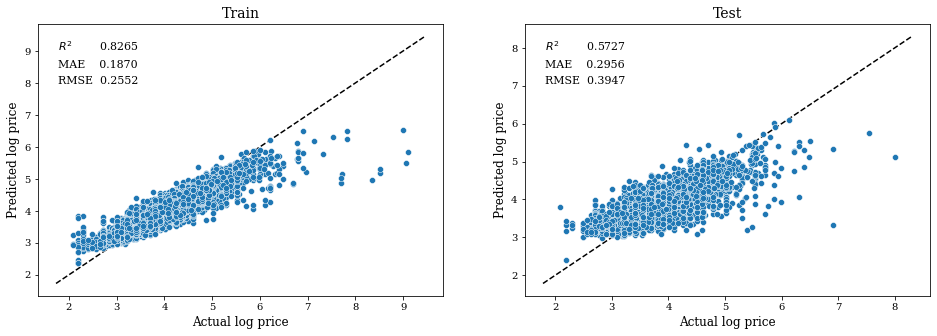 Train
R² 0.8265
MAE 0.1870
RMSE 0.2552
9
8
7
6
5
4
3
2
2 3 4 5 6 7 8 9
Predicted log price
Actual log price
Test
R² 0.5727
MAE 0.2956
RMSE 0.3947
8
7
6
5
4
3
2
2 3 4 5 6 7 8
Predicted log price
Actual log price